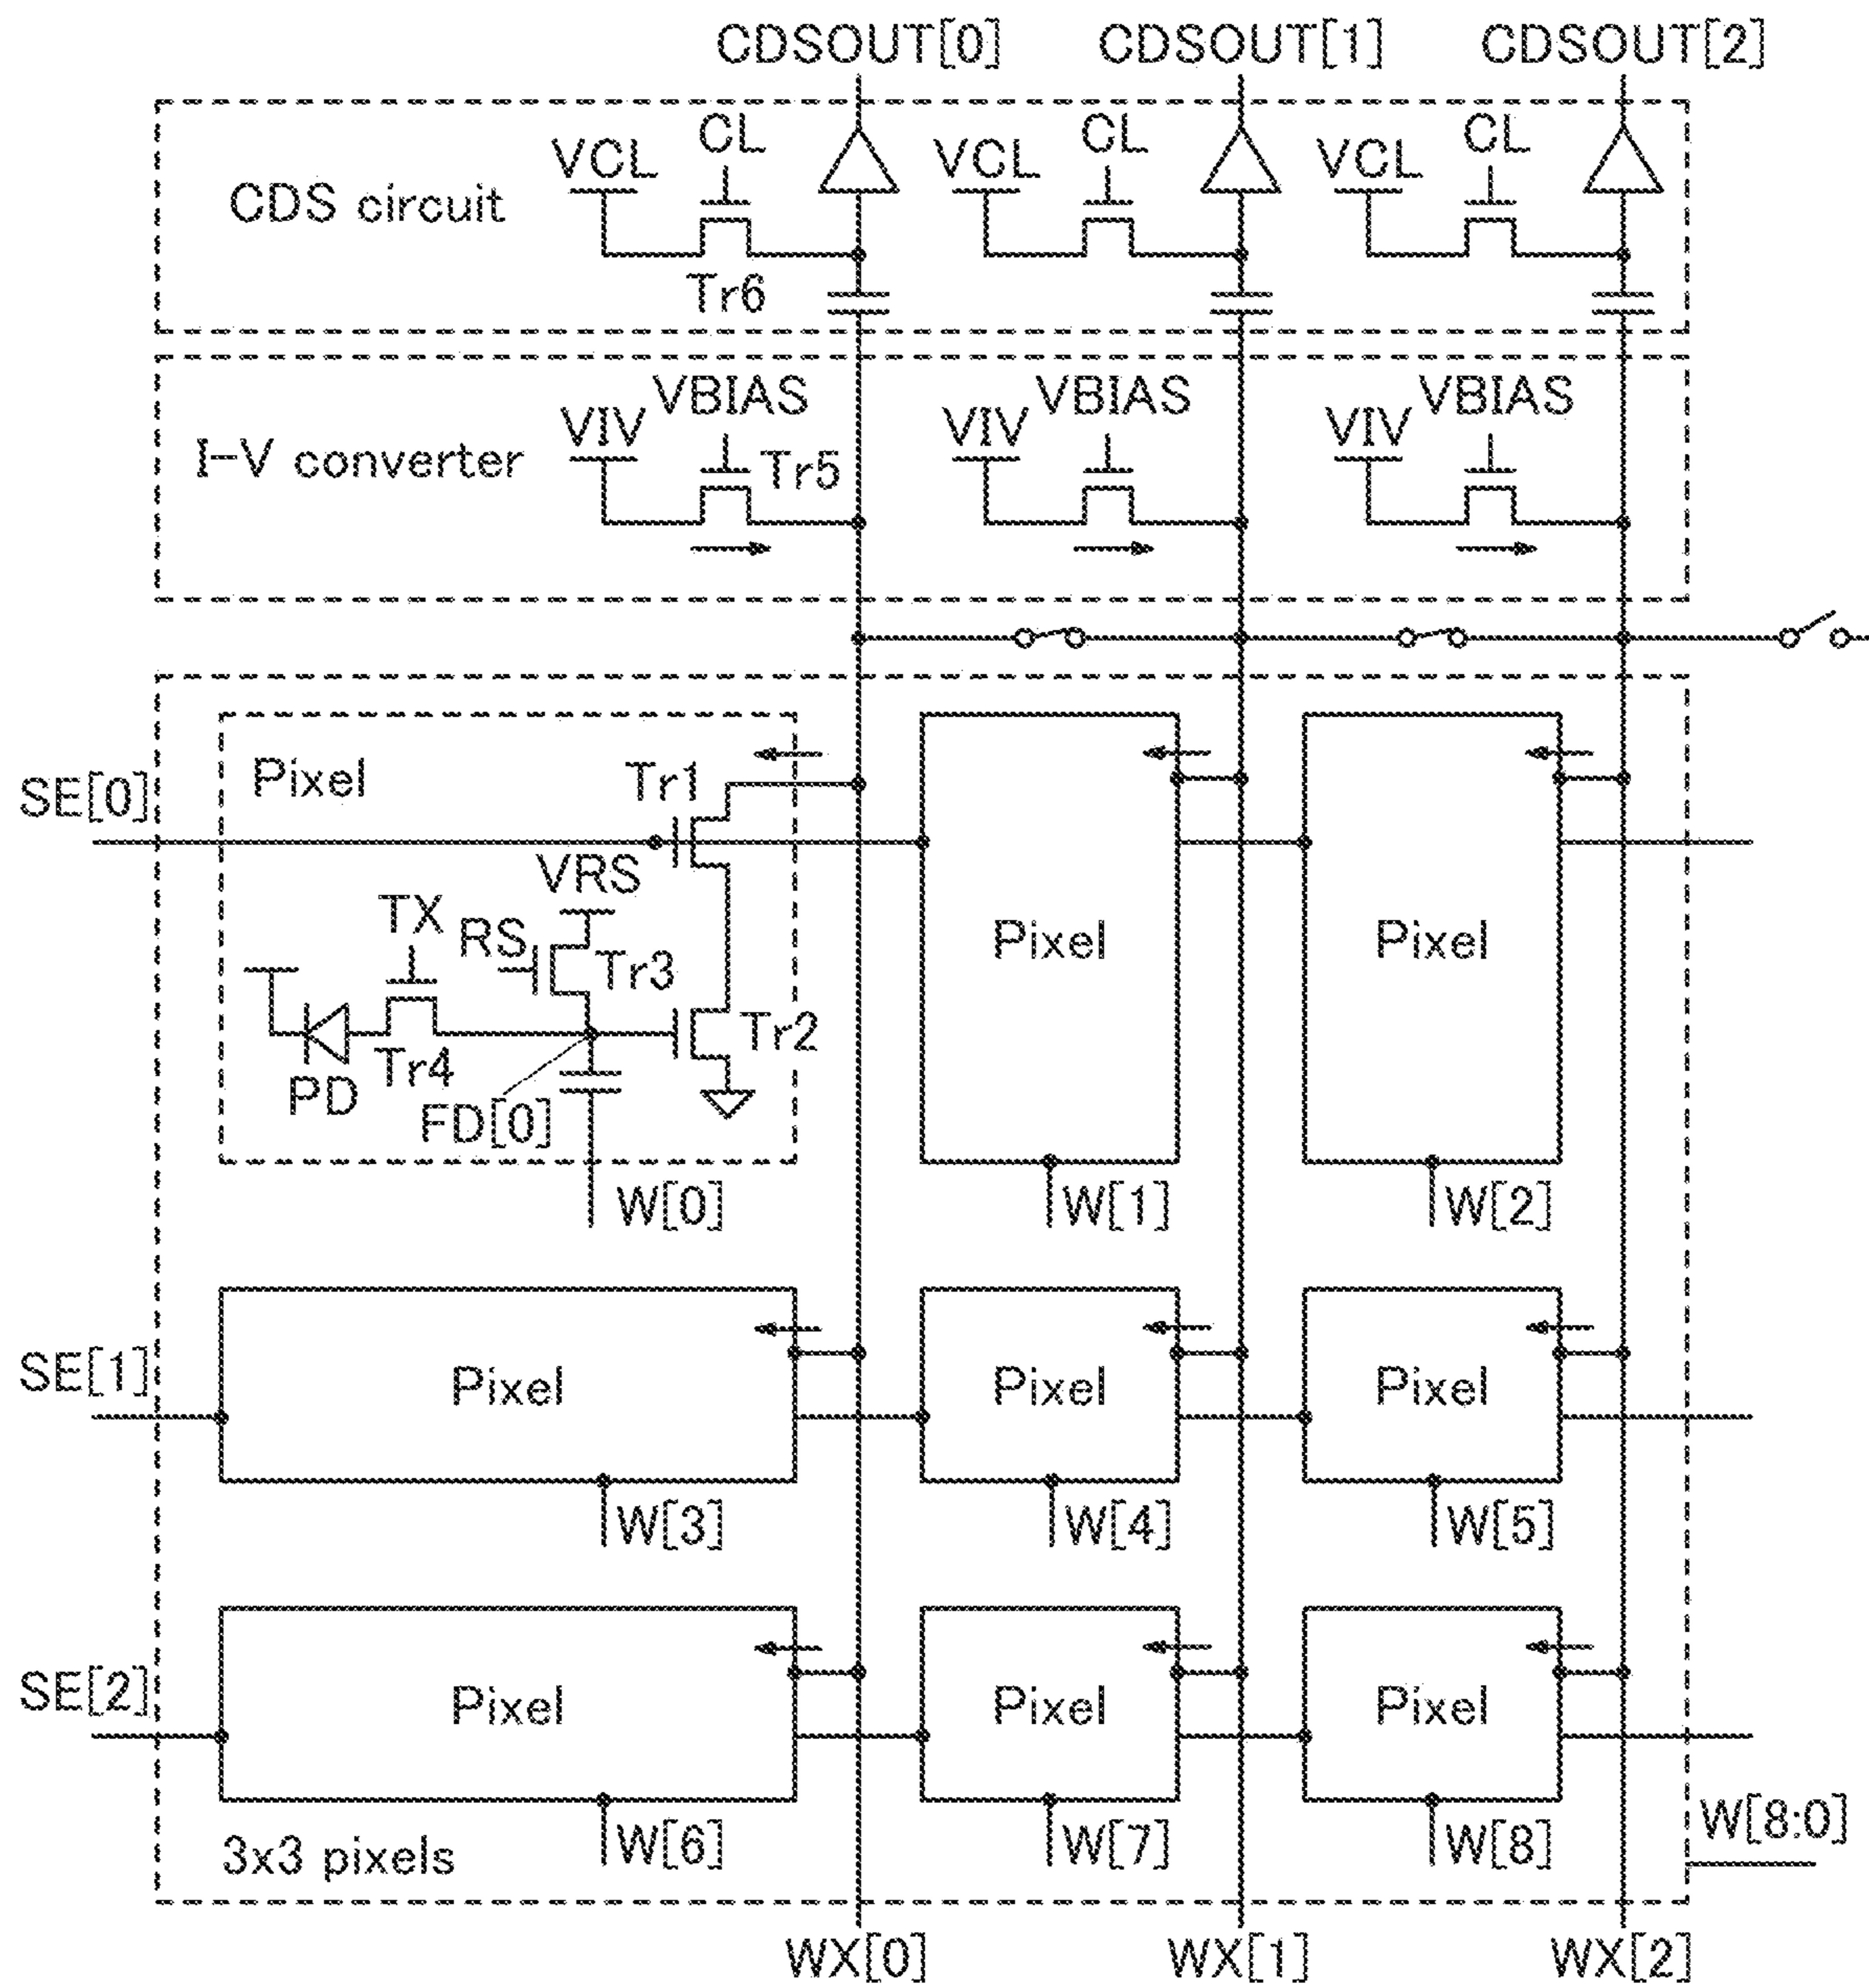 CDSOUT[0] CDSOUT[1] CDSOUT[2]
CDS circuit
VCL CL VCL CL VCL CL
Tr6
I-V converter
VBIAS VBIAS VBIAS
VIV VIV VIV
Tr5
SE[0]
Pixel
Tr1
VRS
TX
RS
Tr3
Tr2
Tr4
PD
FD[0]
Pixel
Pixel
W[0] W[1] W[2]
SE[1]
Pixel Pixel Pixel
W[3] W[4] W[5]
SE[2]
Pixel Pixel Pixel
W[6] W[7] W[8]
W[8:0]
3x3 pixels
WX[0] WX[1] WX[2]